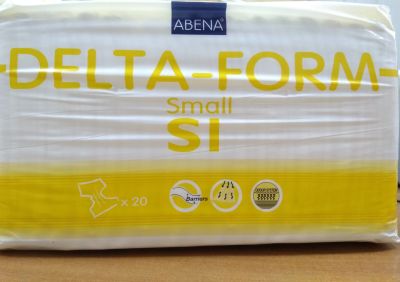 ABENA
DELTA-FORM
Small
S1
x 20
Barriers